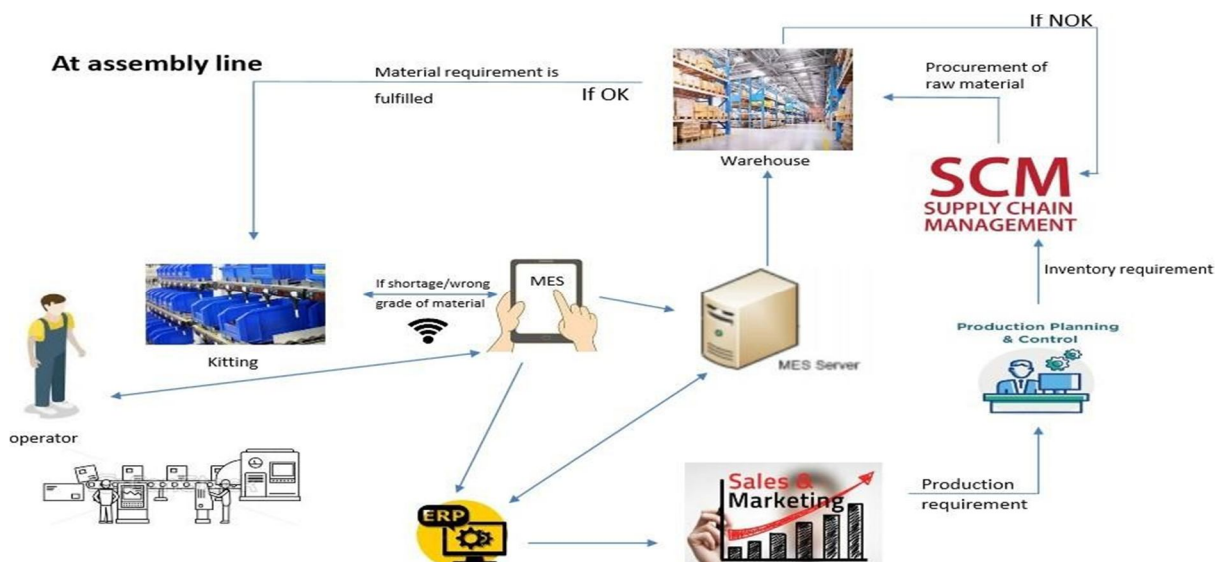 If NOK
At assembly line
Material requirement is
fulfilled
If OK
Procurement of
raw material
Warehouse
SCM
SUPPLY CHAIN
MANAGEMENT
Inventory requirement
If shortage/wrong
grade of material
MES
Kitting
MES Server
Production Planning
& Control
operator
Sales &
Marketing
Production
requirement
ERP